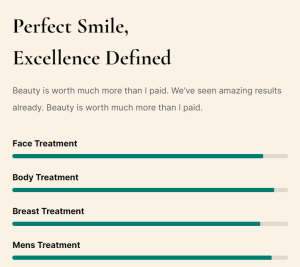 Perfect Smile,
Excellence Defined
Beauty is worth much more than I paid. We've seen amazing results
already. Beauty is worth much more than I paid.
Face Treatment
Body Treatment
Breast Treatment
Mens Treatment